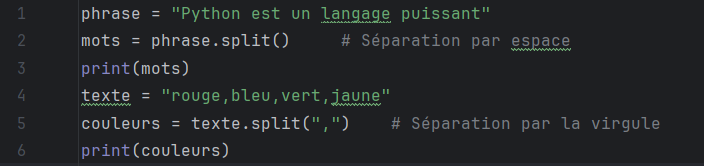 1 phrase = "Python est un langage puissant"
2 mots = phrase.split()     # Séparation par espace
3 print(mots)
4 texte = "rouge,bleu,vert,jaune"
5 couleurs = texte.split(",")    # Séparation par la virgule
6 print(couleurs)